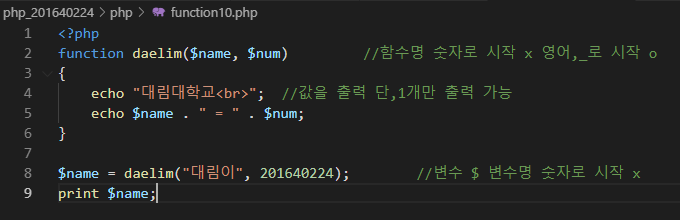 php_201640224 > php > function10.php
1 <?php
2 function daelim($name, $num) //함수명 숫자로 시작 x 영어,_로 시작 o
3 {
4 echo "대림대학교<br>"; //값을 출력 단,1개만 출력 가능
5 echo $name . " = " . $num;
6 }
7
8 $name = daelim("대림이", 201640224); //변수 $ 변수명 숫자로 시작 x
9 print $name;